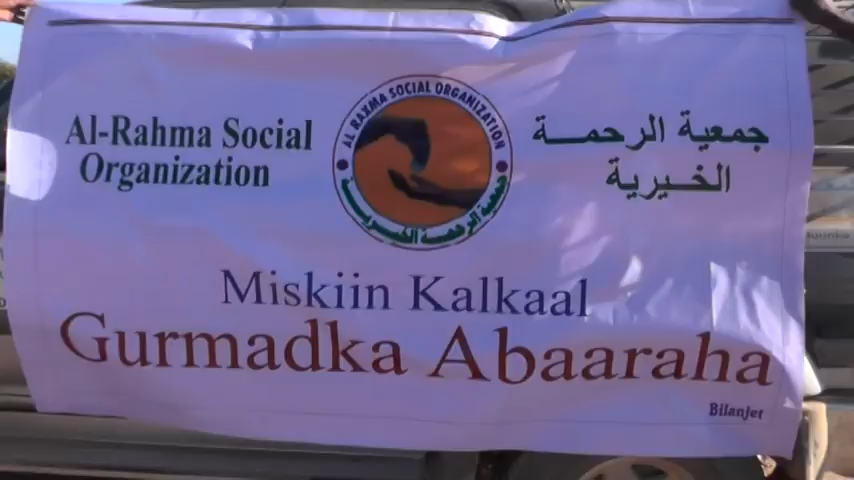 Al-Rahma Social
Organization
AL RAXMA SOCIAL ORGANIZATION
جمعية الرحمة الخيرية
جمعية الرحمة
الخيرية
Miskiin Kalkaal
Gurmadka Abaaraha
Bilanjet